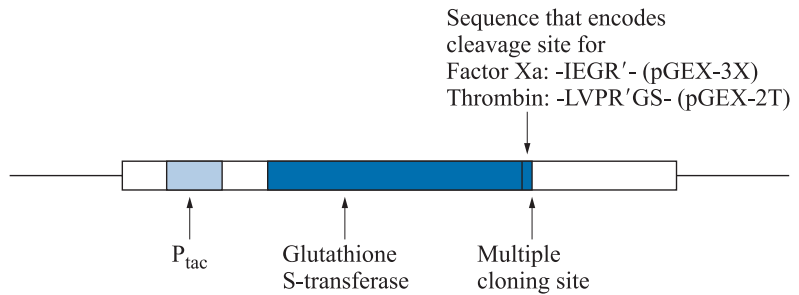 Sequence that encodes
cleavage site for
Factor Xa: -IEGR′- (pGEX-3X)
Thrombin: -LVPR′GS- (pGEX-2T)
P_tac
Glutathione
S-transferase
Multiple
cloning site